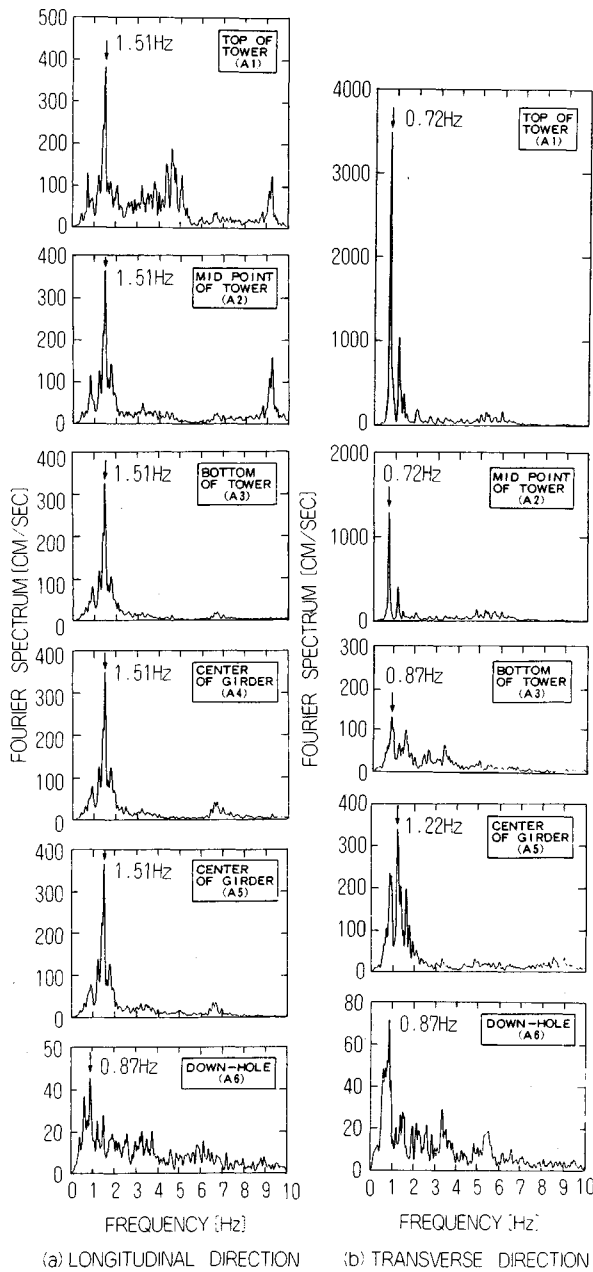 500
400
300
200
100
0
1.51Hz
TOP OF
TOWER
(A1)
400
300
200
100
0
1.51Hz
MID POINT
OF TOWER
(A2)
400
300
200
100
0
1.51Hz
BOTTOM
OF TOWER
(A3)
400
300
200
100
0
1.51Hz
CENTER
OF GIRDER
(A4)
400
300
200
100
0
1.51Hz
CENTER
OF GIRDER
(A5)
50
40
20
0
0.87Hz
DOWN-HOLE
(A6)
0 1 2 3 4 5 6 7 8 9 10
FREQUENCY [Hz]
FOURIER SPECTRUM [CM/SEC]
(a) LONGITUDINAL DIRECTION
4000
3000
2000
1000
0
0.72Hz
TOP OF
TOWER
(A1)
2000
1000
0
0.72Hz
MID POINT
OF TOWER
(A2)
300
200
100
0
0.87Hz
BOTTOM
OF TOWER
(A3)
400
300
200
100
0
1.22Hz
CENTER
OF GIRDER
(A5)
80
60
40
20
0
0.87Hz
DOWN-HOLE
(A6)
0 1 2 3 4 5 6 7 8 9 10
FREQUENCY [Hz]
FOURIER SPECTRUM [CM/SEC]
(b) TRANSVERSE DIRECTION